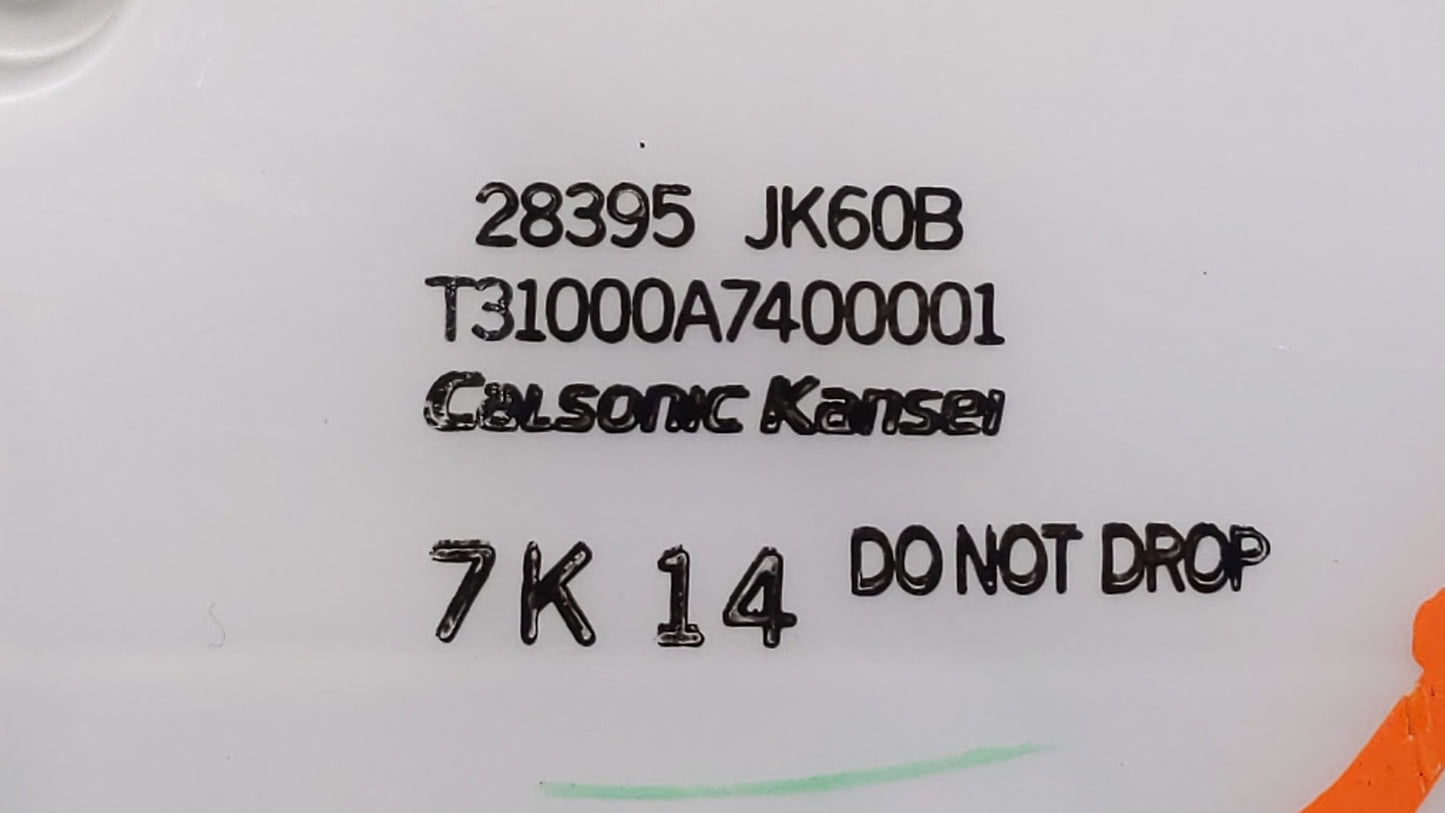 28395 JK60B
T31000A7400001
Calsonic Kansei
7K 14 DO NOT DROP